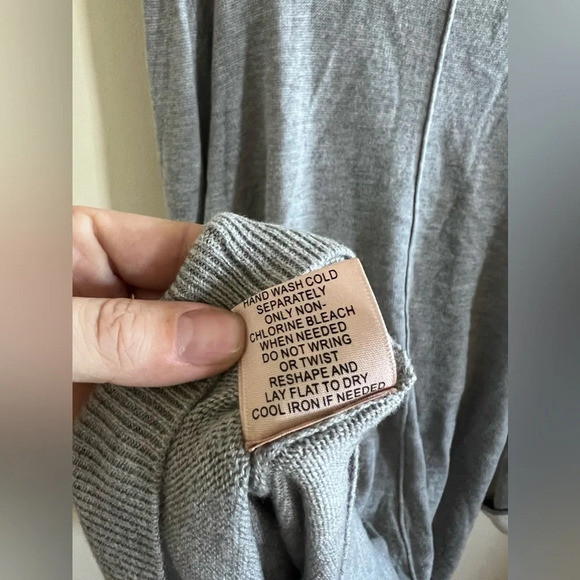 HAND WASH COLD
SEPARATELY
ONLY NON-
CHLORINE BLEACH
WHEN NEEDED
DO NOT WRING
OR TWIST
RESHAPE AND
LAY FLAT TO DRY
COOL IRON IF NEEDED